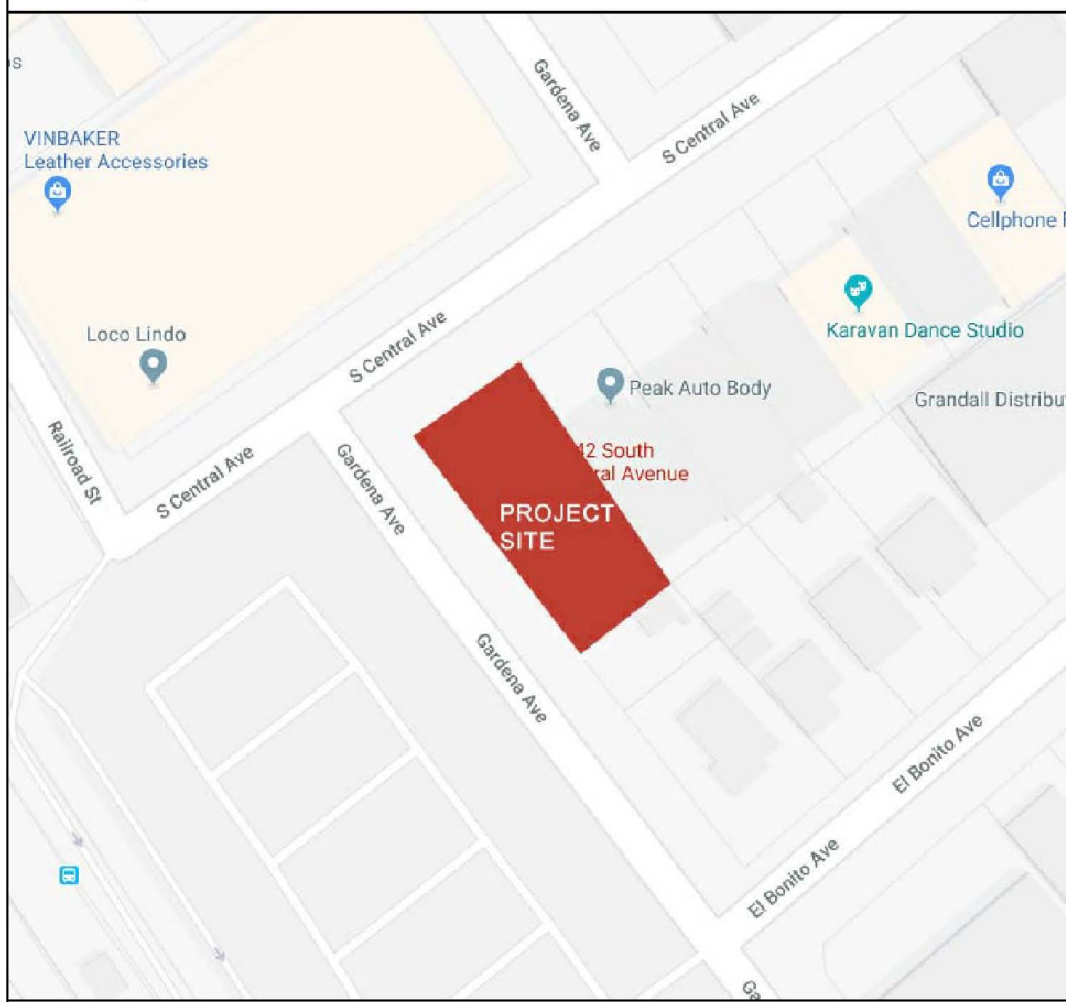 Gardena Ave
S Central Ave
VINBAKER
Leather Accessories
Cellphone
Karavan Dance Studio
Loco Lindo
S Central Ave
Peak Auto Body
Grandall
Railroad St
S Central Ave
Gardena Ave
42 South
ral Avenue
PROJECT
SITE
Gardena Ave
El Bonito Ave
El Bonito Ave